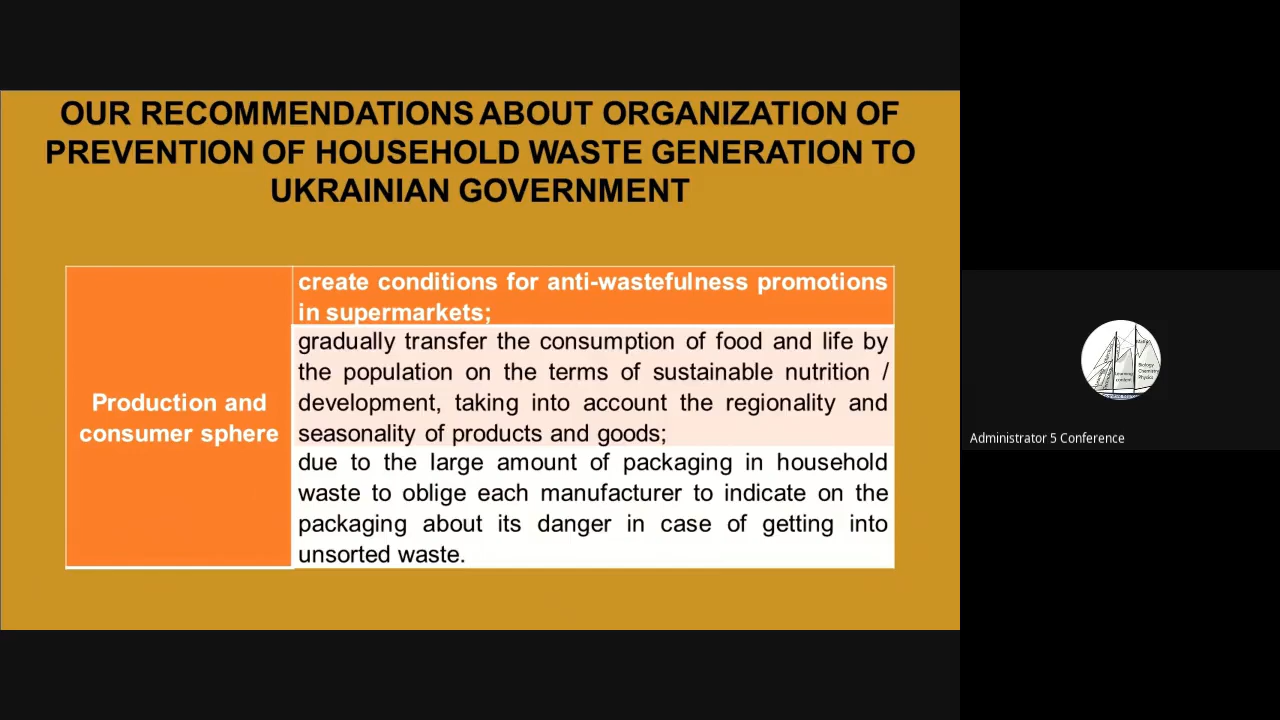 OUR RECOMMENDATIONS ABOUT ORGANIZATION OF
PREVENTION OF HOUSEHOLD WASTE GENERATION TO
UKRAINIAN GOVERNMENT
Production and
consumer sphere
create conditions for anti-wastefulness promotions
in supermarkets;
gradually transfer the consumption of food and life by
the population on the terms of sustainable nutrition /
development, taking into account the regionality and
seasonality of products and goods;
due to the large amount of packaging in household
waste to oblige each manufacturer to indicate on the
packaging about its danger in case of getting into
unsorted waste.
Biology
Chemistry
Physics
Administrator 5 Conference